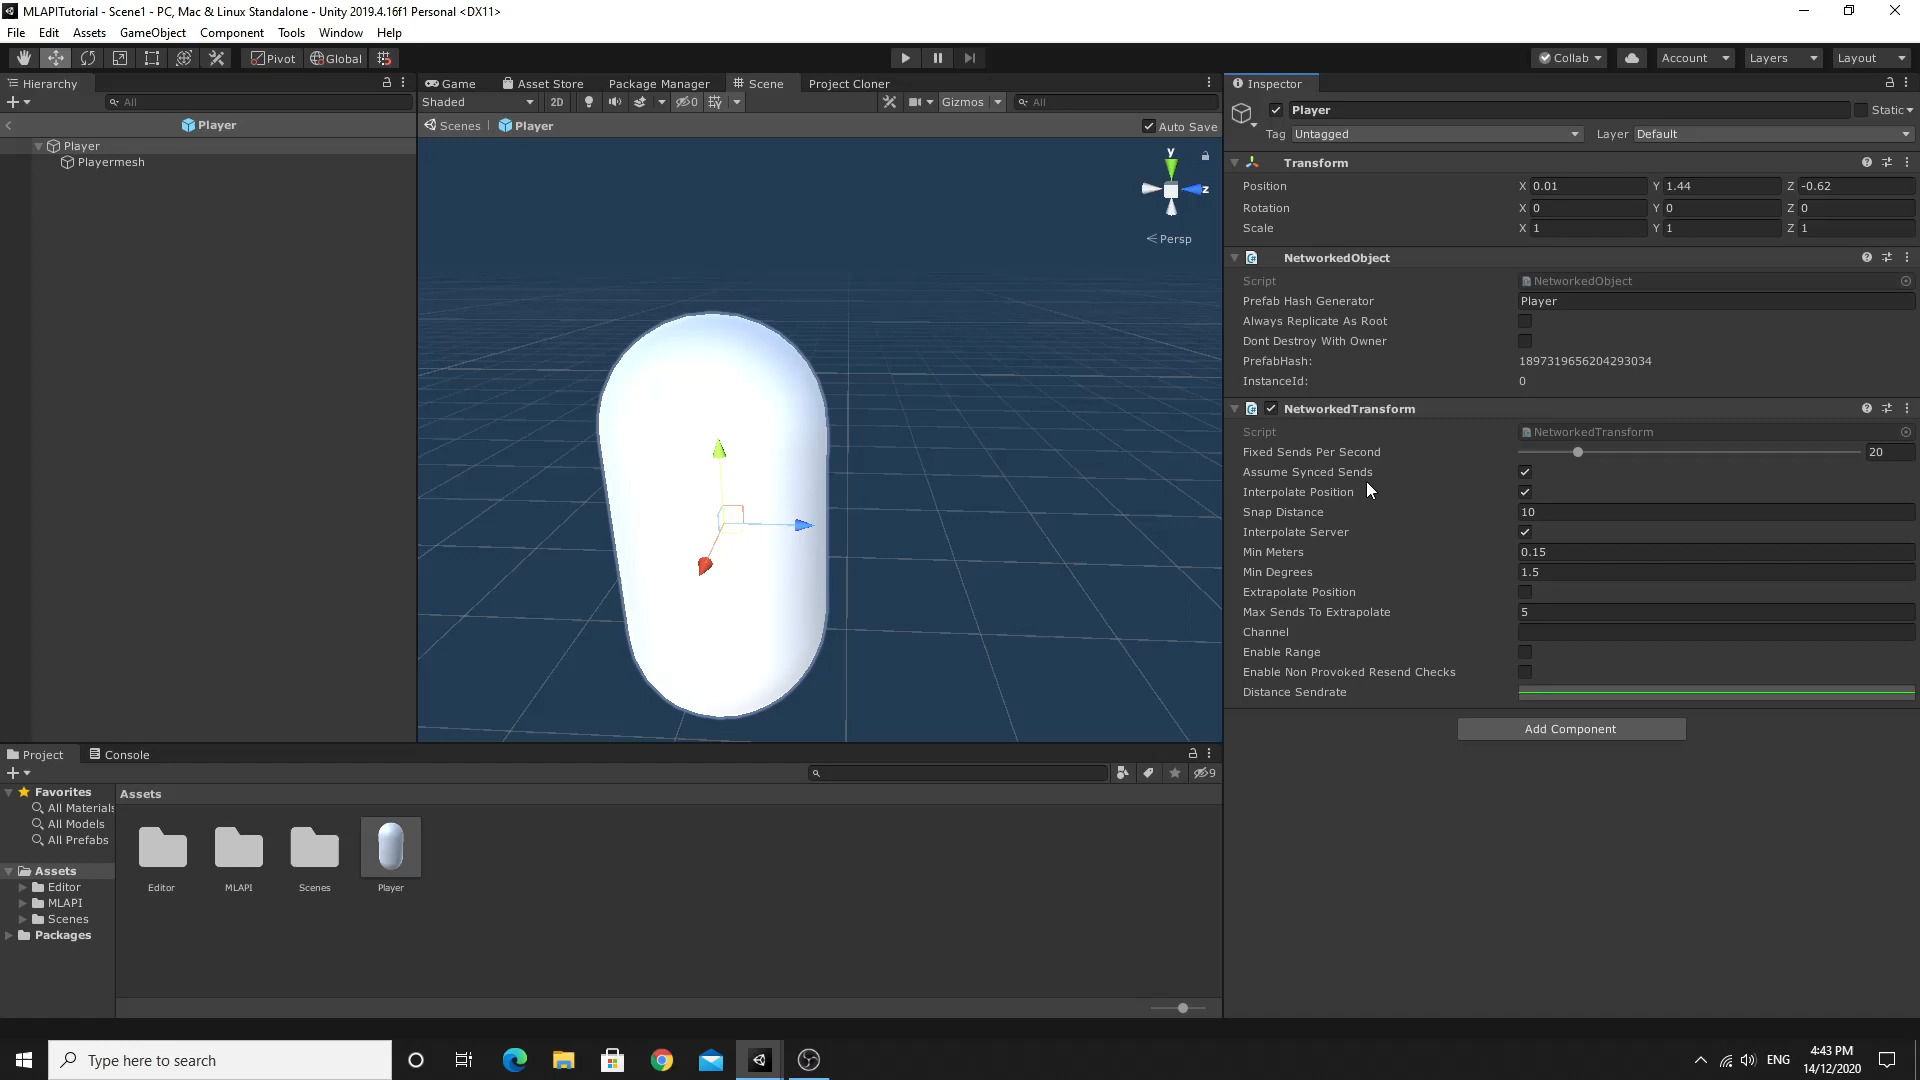 MLAPITutorial - Scene1 - PC, Mac & Linux Standalone - Unity 2019.4.16f1 Personal <DX11>
File Edit Assets GameObject Component Tools Window Help
Pivot Global Collab Account Layers Layout
Hierarchy
All
Player
Player
Playermesh
Game Asset Store Package Manager Scene Project Cloner
Shaded 2D 0 Gizmos All
Scenes Player Auto Save
y
z
Persp
Inspector
Player Static
Tag Untagged Layer Default
Transform
Position X 0.01 Y 1.44 Z -0.62
Rotation X 0 Y 0 Z 0
Scale X 1 Y 1 Z 1
NetworkedObject
Script NetworkedObject
Prefab Hash Generator Player
Always Replicate As Root
Dont Destroy With Owner
PrefabHash: 1897319656204293034
InstanceId: 0
NetworkedTransform
Script NetworkedTransform
Fixed Sends Per Second 20
Assume Synced Sends
Interpolate Position
Snap Distance 10
Interpolate Server
Min Meters 0.15
Min Degrees 1.5
Extrapolate Position
Max Sends To Extrapolate 5
Channel
Enable Range
Enable Non Provoked Resend Checks
Distance Sendrate
Add Component
Project Console
9
Favorites
All Materials
All Models
All Prefabs
Assets
Editor
MLAPI
Scenes
Packages
Assets
Editor MLAPI Scenes Player
Type here to search
ENG
4:43 PM
14/12/2020